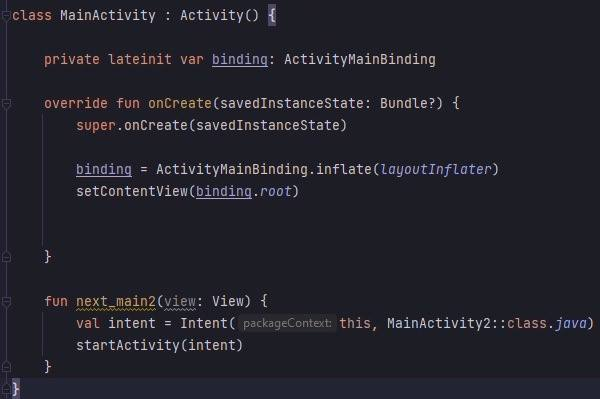 class MainActivity : Activity() {
private lateinit var binding: ActivityMainBinding
override fun onCreate(savedInstanceState: Bundle?) {
super.onCreate(savedInstanceState)
binding = ActivityMainBinding.inflate(layoutInflater)
setContentView(binding.root)
}
fun next_main2(view: View) {
val intent = Intent( packageContext: this, MainActivity2::class.java)
startActivity(intent)
}
}